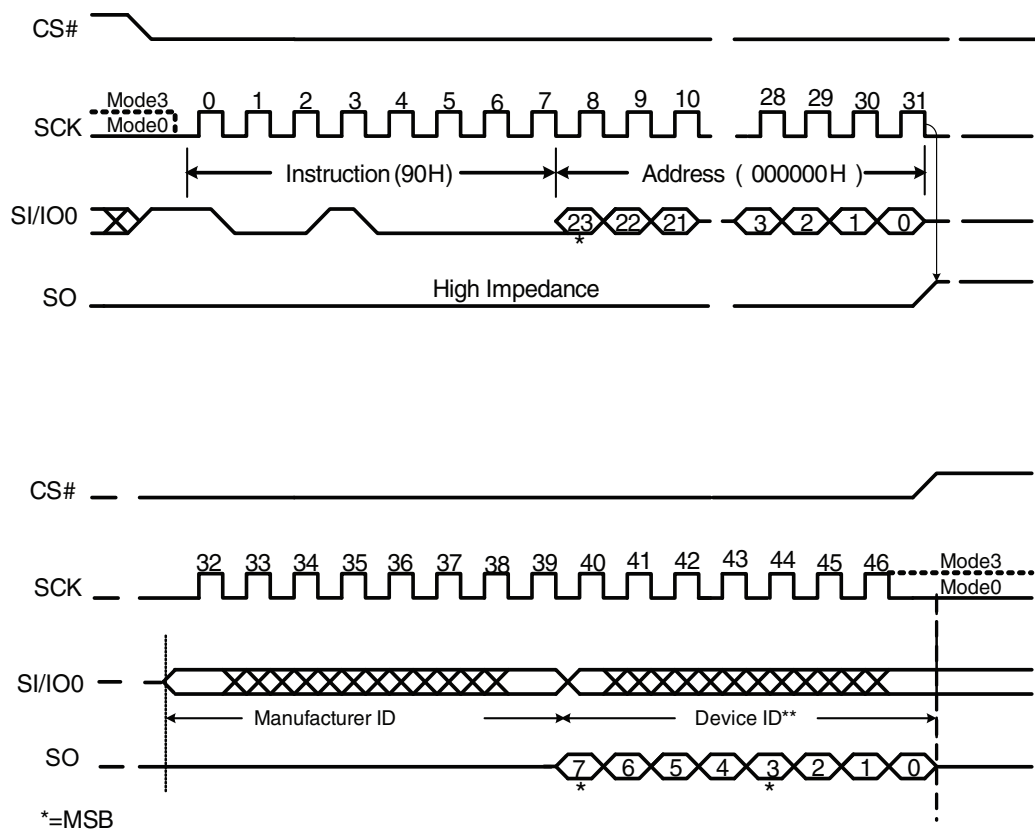 CS#
Mode3
0 1 2 3 4 5 6 7 8 9 10 28 29 30 31
SCK
Mode0
Instruction (90H)
Address ( 000000H )
SI/IO0
23 22 21 3 2 1 0
*
High Impedance
SO
CS#
32 33 34 35 36 37 38 39 40 41 42 43 44 45 46
Mode3
SCK
Mode0
SI/IO0
Manufacturer ID
Device ID**
SO
7 6 5 4 3 2 1 0
* *
*=MSB